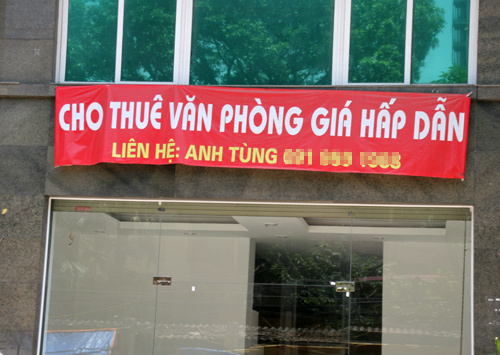 CHO THUÊ VĂN PHÒNG GIÁ HẤP DẪN
LIÊN HỆ: ANH TÙNG